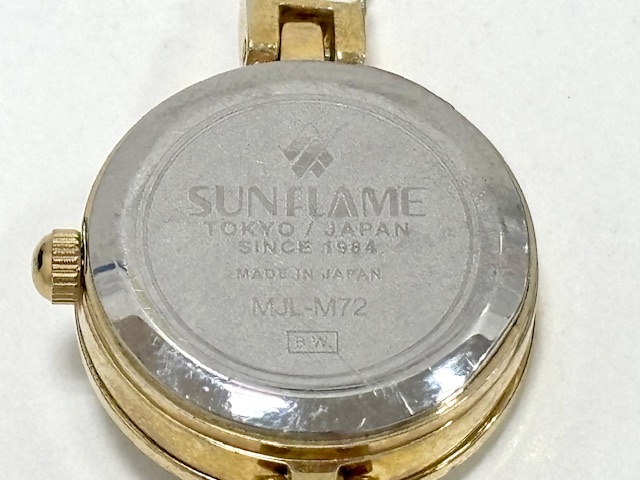 SUNFLAME
TOKYO / JAPAN
SINCE 1984
MADE IN JAPAN
MJL-M72
B.W.